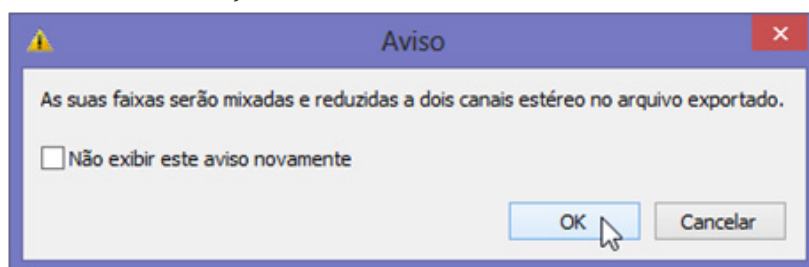 Aviso
As suas faixas serão mixadas e reduzidas a dois canais estéreo no arquivo exportado.
Não exibir este aviso novamente
OK Cancelar